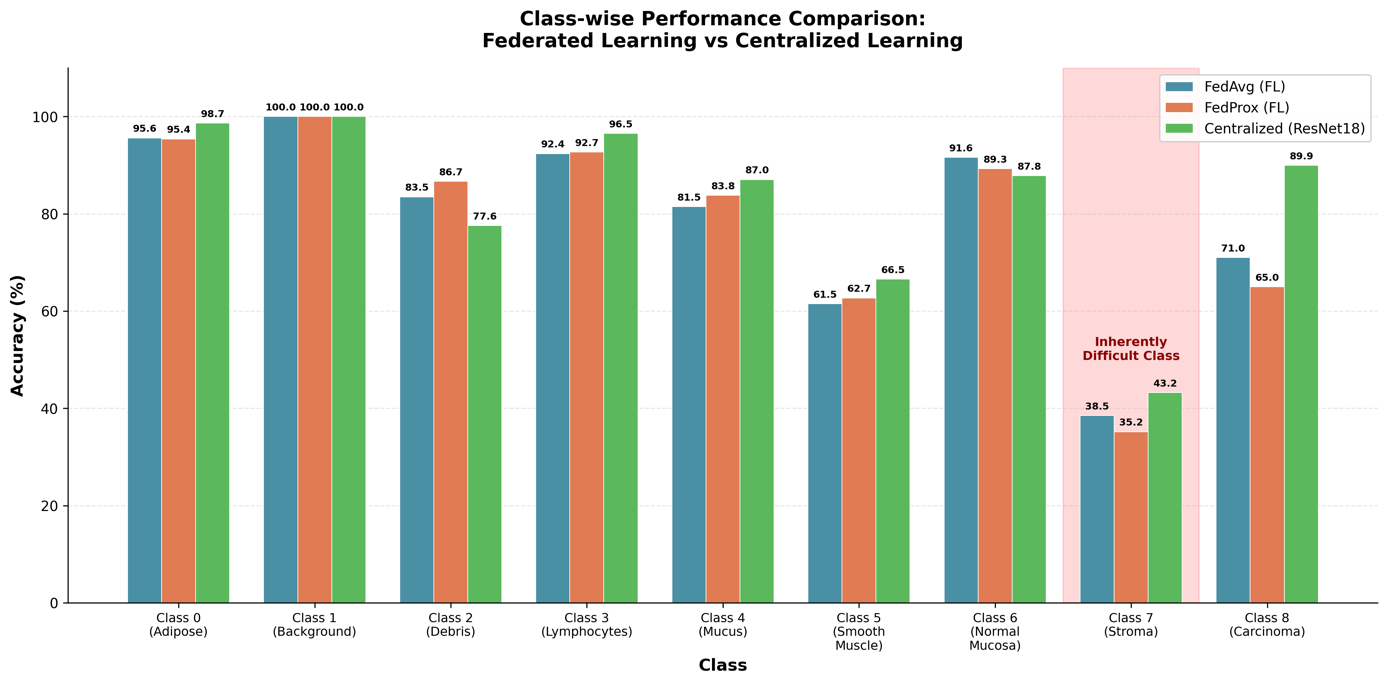 Class-wise Performance Comparison:
Federated Learning vs Centralized Learning
FedAvg (FL)
FedProx (FL)
Centralized (ResNet18)
Accuracy (%)
100
80
60
40
20
0
95.6 95.4 98.7
100.0 100.0 100.0
83.5 86.7 77.6
92.4 92.7 96.5
81.5 83.8 87.0
61.5 62.7 66.5
91.6 89.3 87.8
Inherently
Difficult Class
38.5 35.2 43.2
71.0 65.0 89.9
Class 0
(Adipose)
Class 1
(Background)
Class 2
(Debris)
Class 3
(Lymphocytes)
Class 4
(Mucus)
Class 5
(Smooth
Muscle)
Class 6
(Normal
Mucosa)
Class 7
(Stroma)
Class 8
(Carcinoma)
Class